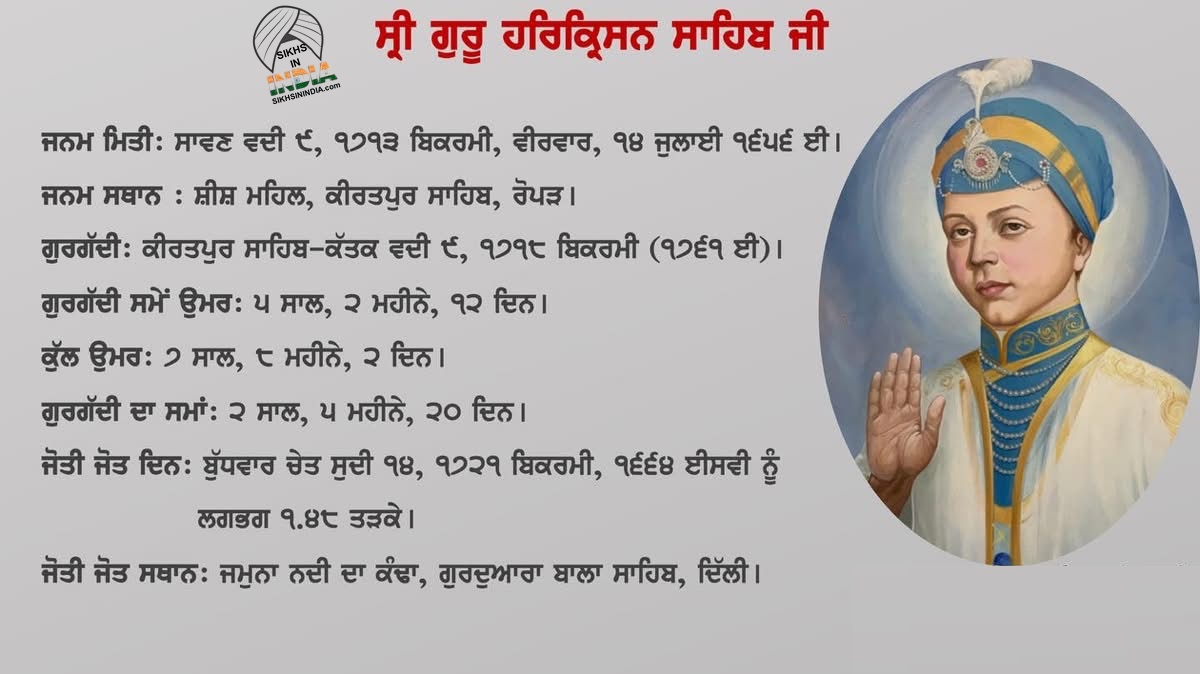 SIKHS
IN
INDIA
SIKHSININDIA.com
ਸ੍ਰੀ ਗੁਰੂ ਹਰਿਕ੍ਰਿਸਨ ਸਾਹਿਬ ਜੀ
ਜਨਮ ਮਿਤੀ: ਸਾਵਣ ਵਦੀ ੯, ੧੭੧੩ ਬਿਕਰਮੀ, ਵੀਰਵਾਰ, ੧੪ ਜੁਲਾਈ ੧੬੫੬ ਈ।
ਜਨਮ ਸਥਾਨ : ਸ਼ੀਸ਼ ਮਹਿਲ, ਕੀਰਤਪੁਰ ਸਾਹਿਬ, ਰੋਪੜ।
ਗੁਰਗੱਦੀ: ਕੀਰਤਪੁਰ ਸਾਹਿਬ-ਕੱਤਕ ਵਦੀ ੯, ੧੭੧੮ ਬਿਕਰਮੀ (੧੭੬੧ ਈ)।
ਗੁਰਗੱਦੀ ਸਮੇਂ ਉਮਰ: ੫ ਸਾਲ, ੨ ਮਹੀਨੇ, ੧੨ ਦਿਨ।
ਕੁੱਲ ਉਮਰ: ੭ ਸਾਲ, ੮ ਮਹੀਨੇ, ੨ ਦਿਨ।
ਗੁਰਗੱਦੀ ਦਾ ਸਮਾਂ: ੨ ਸਾਲ, ੫ ਮਹੀਨੇ, ੨੦ ਦਿਨ।
ਜੋਤੀ ਜੋਤ ਦਿਨ: ਬੁੱਧਵਾਰ ਚੇਤ ਸੁਦੀ ੧੪, ੧੭੨੧ ਬਿਕਰਮੀ, ੧੬੬੪ ਈਸਵੀ ਨੂੰ
ਲਗਭਗ ੧.੪੮ ਤੜਕੇ।
ਜੋਤੀ ਜੋਤ ਸਥਾਨ: ਜਮੁਨਾ ਨਦੀ ਦਾ ਕੰਢਾ, ਗੁਰਦੁਆਰਾ ਬਾਲਾ ਸਾਹਿਬ, ਦਿੱਲੀ।